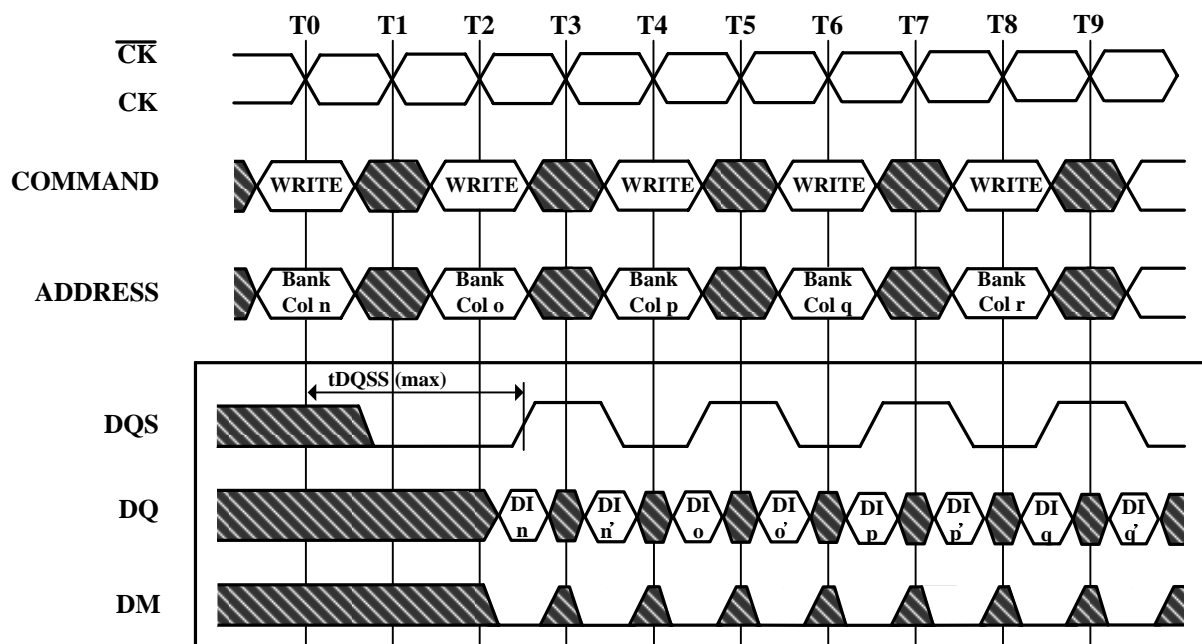 T0 T1 T2 T3 T4 T5 T6 T7 T8 T9
CK
CK
COMMAND WRITE WRITE WRITE WRITE WRITE
ADDRESS Bank Bank Bank Bank Bank
Col n Col o Col p Col q Col r
tDQSS (max)
DQS
DQ DI DI DI DI DI DI DI DI
n n' o o' p p' q q'
DM